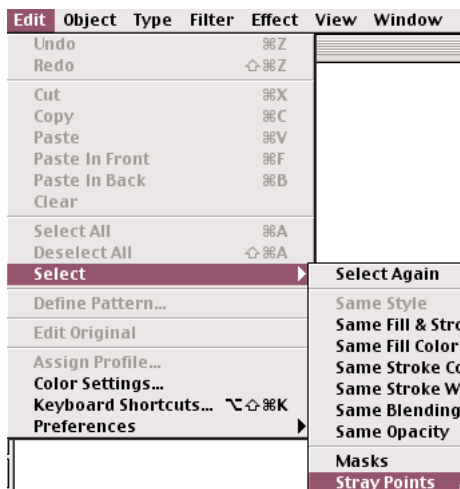 Edit Object Type Filter Effect View Window
Undo ⌘Z
Redo ⇧⌘Z
Cut ⌘X
Copy ⌘C
Paste ⌘V
Paste In Front ⌘F
Paste In Back ⌘B
Clear
Select All ⌘A
Deselect All ⇧⌘A
Select
Select Again
Define Pattern...
Same Style
Edit Original
Same Fill & Stro
Same Fill Color
Assign Profile...
Same Stroke Co
Color Settings...
Same Stroke W
Keyboard Shortcuts... ⌥⇧⌘K
Same Blending
Preferences
Same Opacity
Masks
Stray Points